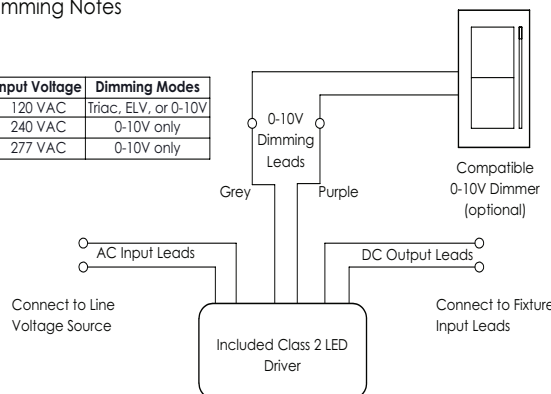 mming Notes
nput Voltage Dimming Modes
120 VAC Triac, ELV, or 0-10V
240 VAC 0-10V only
277 VAC 0-10V only
0-10V
Dimming
Leads
Grey Purple
Compatible
0-10V Dimmer
(optional)
AC Input Leads
DC Output Leads
Connect to Line
Voltage Source
Connect to Fixture
Input Leads
Included Class 2 LED
Driver